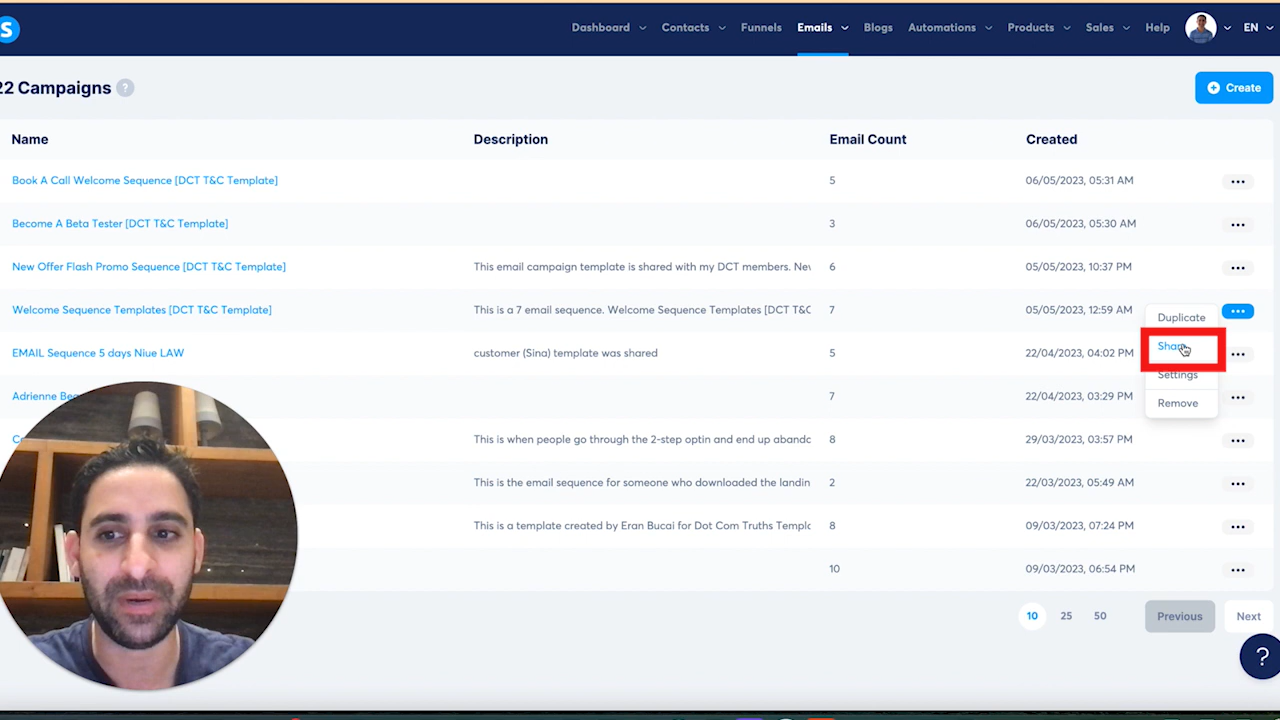 S
Dashboard Contacts Funnels Emails Blogs Automations Products Sales Help EN
22 Campaigns ?
Create
Name Description Email Count Created
Book A Call Welcome Sequence [DCT T&C Template] 5 06/05/2023, 05:31 AM
Become A Beta Tester [DCT T&C Template] 3 06/05/2023, 05:30 AM
New Offer Flash Promo Sequence [DCT T&C Template] This email campaign template is shared with my DCT members. 6 05/05/2023, 10:37 PM
Welcome Sequence Templates [DCT T&C Template] This is a 7 email sequence. Welcome Sequence Templates [DCT T&C 7 05/05/2023, 12:59 AM
Duplicate
Share
Settings
Remove
EMAIL Sequence 5 days Niue LAW customer (Sina) template was shared 5 22/04/2023, 04:02 PM
Adrienne 7 22/04/2023, 03:29 PM
This is when people go through the 2-step optin and end up 8 29/03/2023, 03:57 PM
This is the email sequence for someone who downloaded the 2 22/03/2023, 05:49 AM
This is a template created by Eran Bucai for Dot Com Truths 8 09/03/2023, 07:24 PM
10 09/03/2023, 06:54 PM
10 25 50 Previous Next
?